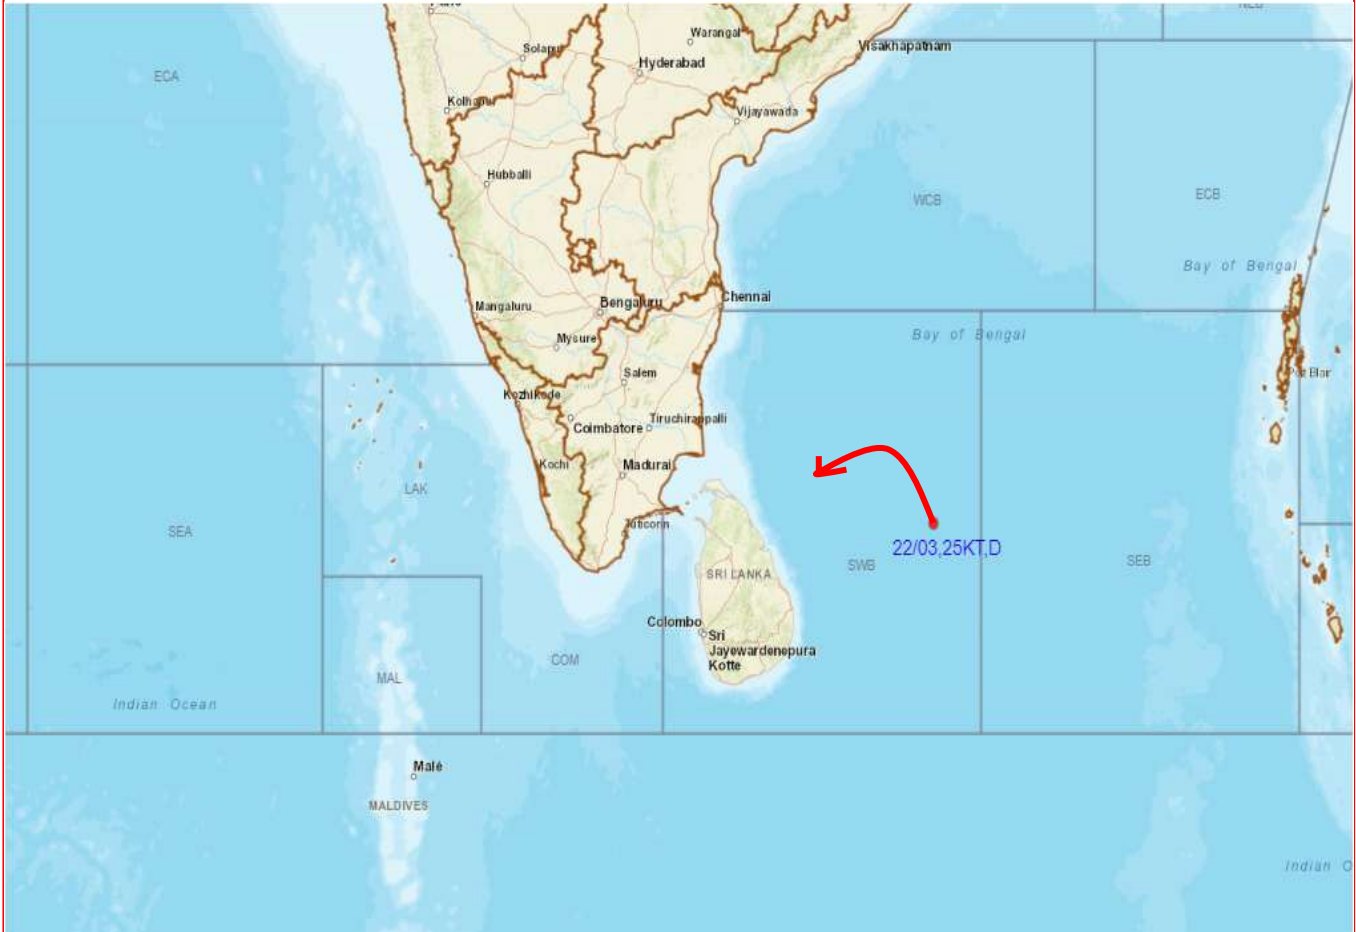 Warangal
Solapur
Visakhapatnam
Hyderabad
ECA
Kolhapur
Vijayawada
Hubballi
WCB
ECB
Bay of Bengal
Chennai
Bengaluru
Mangaluru
Bay of Bengal
Mysure
Salem
Port Blair
Kozhikode
Tiruchirappalli
Coimbatore
Kochi
Madurai
LAK
Tuticorin
SEA
22/03,25KT,D
SWB
SEB
SRI LANKA
Colombo
Sri
Jayewardenepura
Kotte
COM
MAL
Indian Ocean
Malé
MALDIVES
Indian O